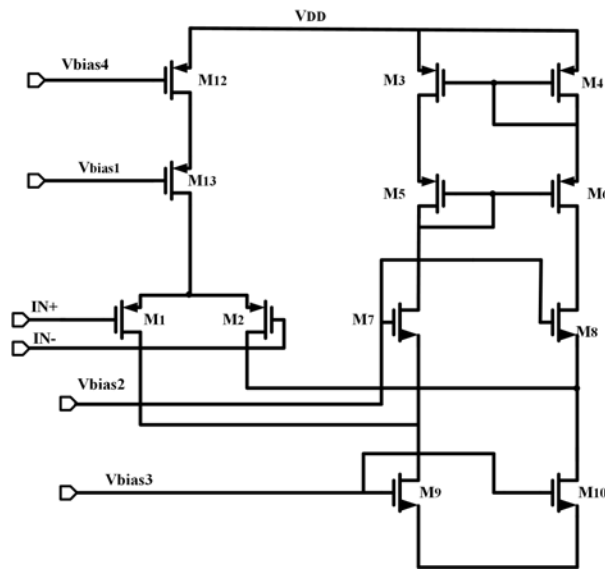 VDD
Vbias4
M12
M3
M4
Vbias1
M13
M5
M6
IN+
M1
M2
M7
M8
IN-
Vbias2
Vbias3
M9
M10